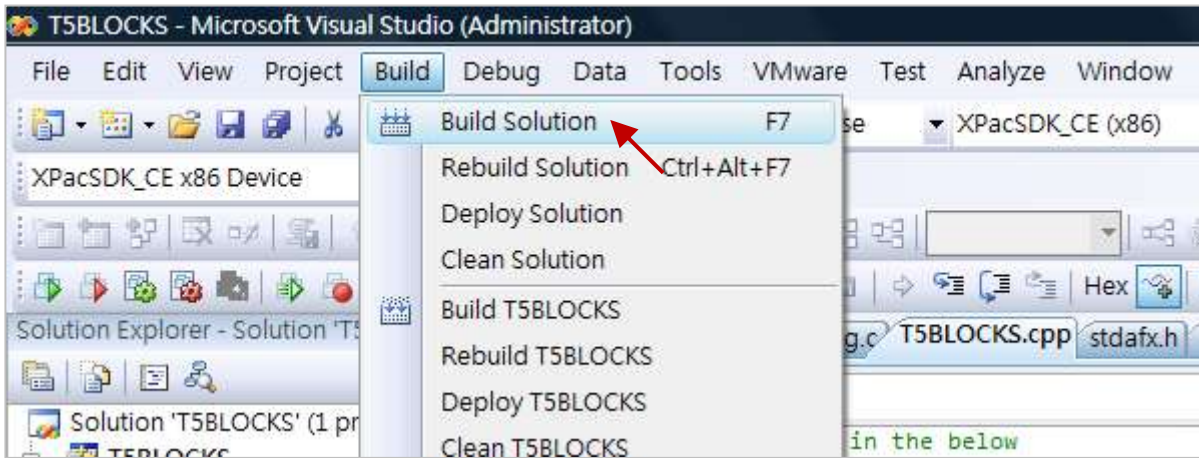 T5BLOCKS - Microsoft Visual Studio (Administrator)
File Edit View Project Build Debug Data Tools VMware Test Analyze Window
Build Solution F7
se XPacSDK_CE (x86)
XPacSDK_CE x86 Device
Rebuild Solution Ctrl+Alt+F7
Deploy Solution
Clean Solution
Hex
Build T5BLOCKS
Solution Explorer - Solution 'T5
g.c T5BLOCKS.cpp stdafx.h
Rebuild T5BLOCKS
Deploy T5BLOCKS
Solution 'T5BLOCKS' (1 pr
Clean T5BLOCKS
in the below
T5BLOCKS